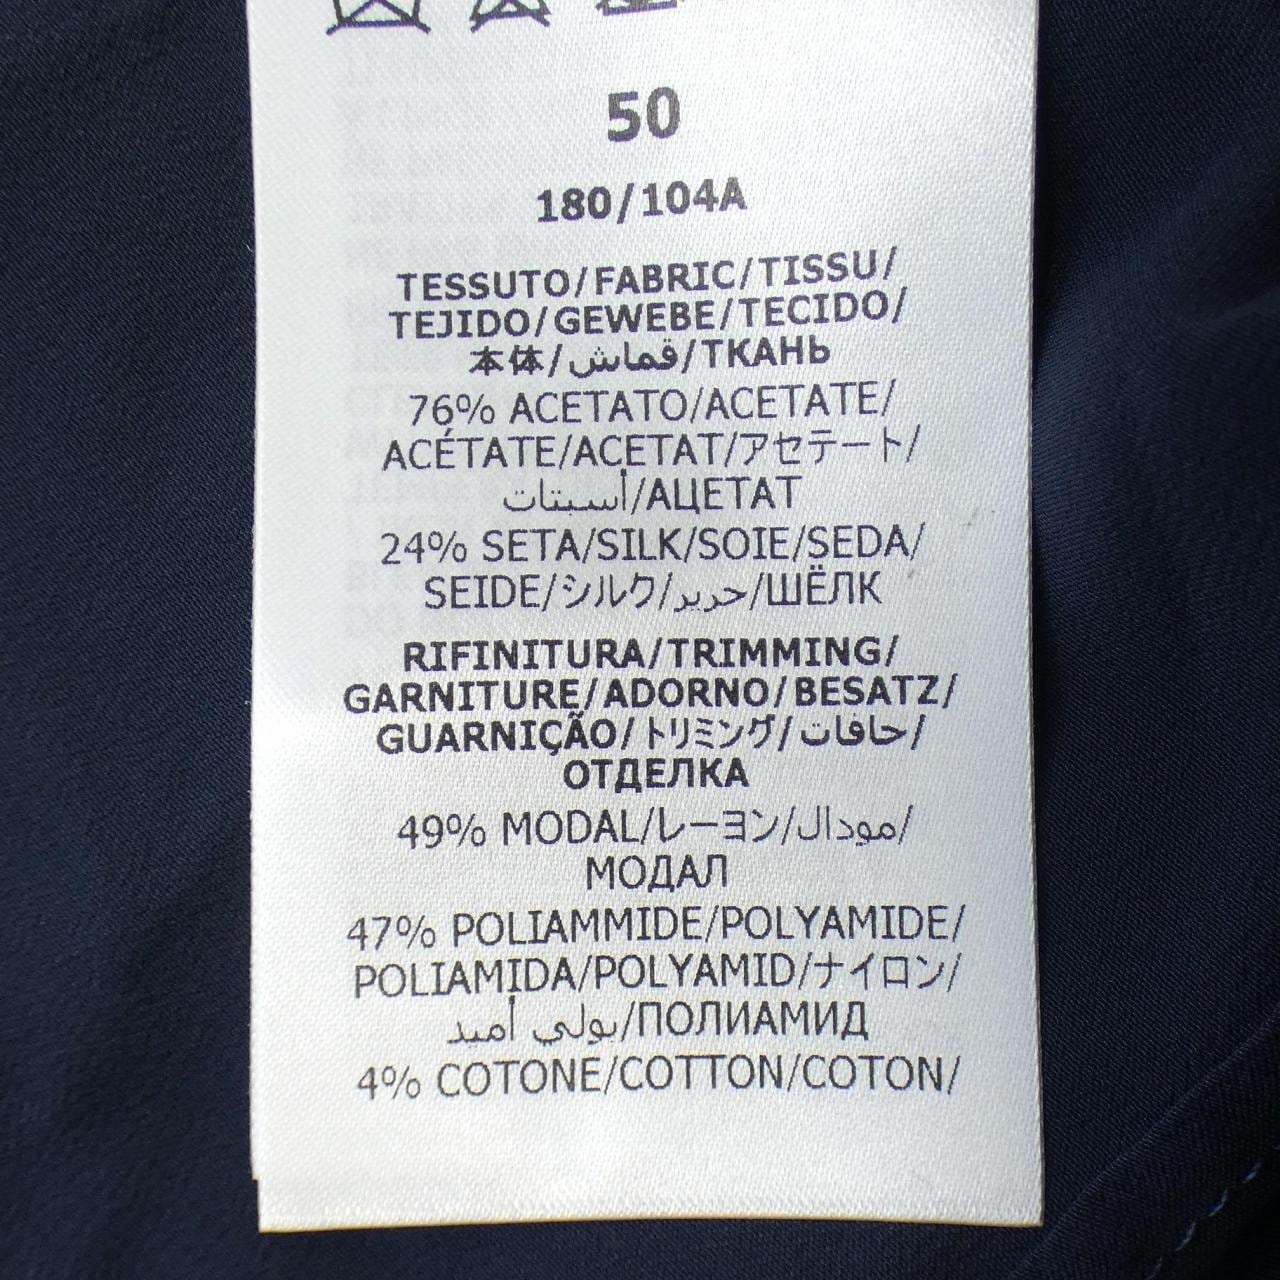 50
180/104A
TESSUTO/FABRIC/TISSU/
TEJIDO/GEWEBE/TECIDO/
本体/قماش/ТКАНЬ
76% ACETATO/ACETATE/
ACÉTATE/ACETAT/アセテート/
أسيتات/АЦЕТАТ
24% SETA/SILK/SOIE/SEDA/
SEIDE/シルク/حرير/ШЁЛК
RIFINITURA/TRIMMING/
GARNITURE/ADORNO/BESATZ/
GUARNIÇÃO/トリミング/حافات/
ОТДЕЛКА
49% MODAL/レーヨン/مودال/
МОДАЛ
47% POLIAMMIDE/POLYAMIDE/
POLIAMIDA/POLYAMID/ナイロン/
بولي أميد/ПОЛИАМИД
4% COTONE/COTTON/COTON/